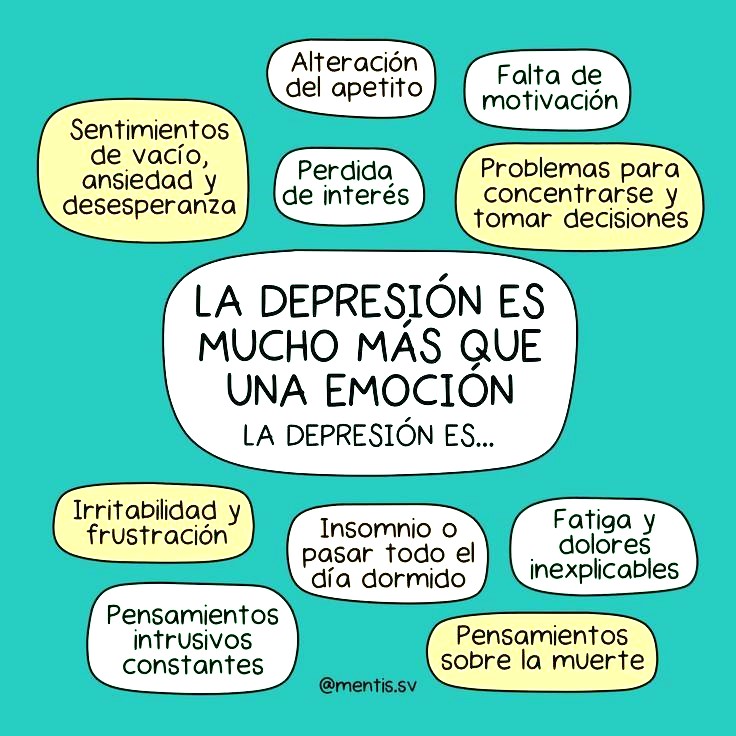 Alteración
del apetito
Falta de
motivación
Sentimientos
de vacío,
ansiedad y
desesperanza
Perdida
de interés
Problemas para
concentrarse y
tomar decisiones
LA DEPRESIÓN ES
MUCHO MÁS QUE
UNA EMOCIÓN
LA DEPRESIÓN ES...
Irritabilidad y
frustración
Insomnio o
pasar todo el
día dormido
Fatiga y
dolores
inexplicables
Pensamientos
intrusivos
constantes
Pensamientos
sobre la muerte
@mentis.sv